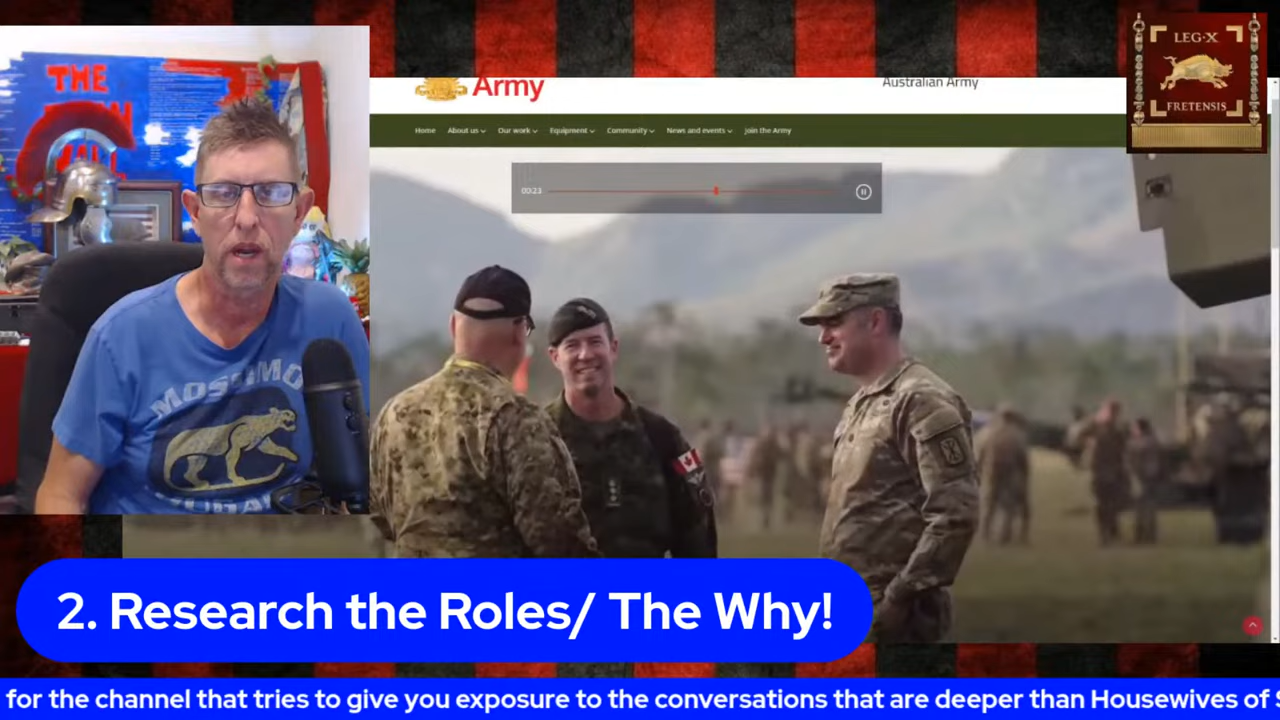 LEG·X
FRETENSIS
THE
Army
Australian Army
Home About us Our work Equipment Community News and events Join the Army
00:23
MOSSIMO
2. Research the Roles/ The Why!
for the channel that tries to give you exposure to the conversations that are deeper than Housewives of